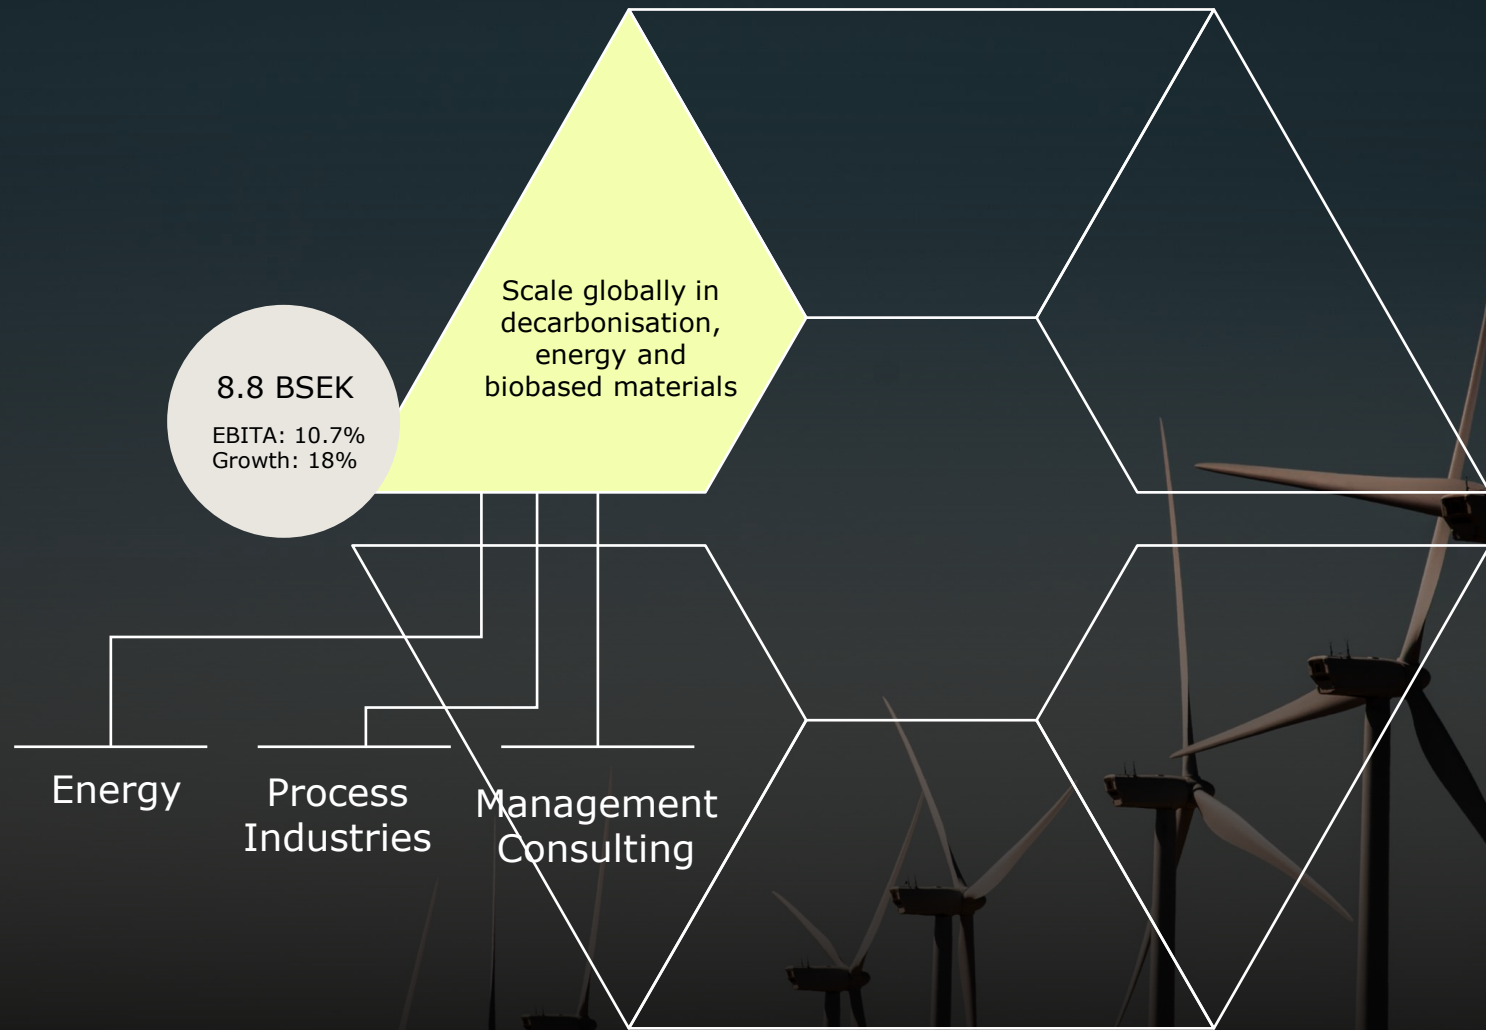 Scale globally in
decarbonisation,
energy and
biobased materials
8.8 BSEK
EBITA: 10.7%
Growth: 18%
Energy
Process
Industries
Management
Consulting